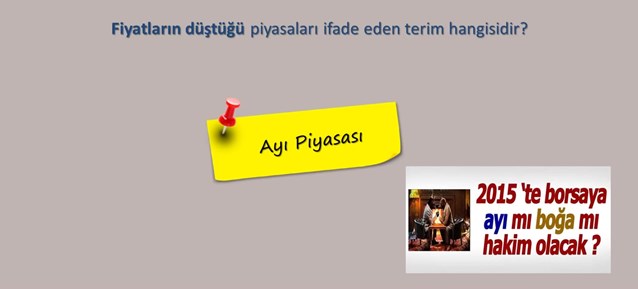 Fiyatların düştüğü piyasaları ifade eden terim hangisidir?
Ayı Piyasası
2015 'te borsaya
ayı mı boğa mı
hakim olacak ?